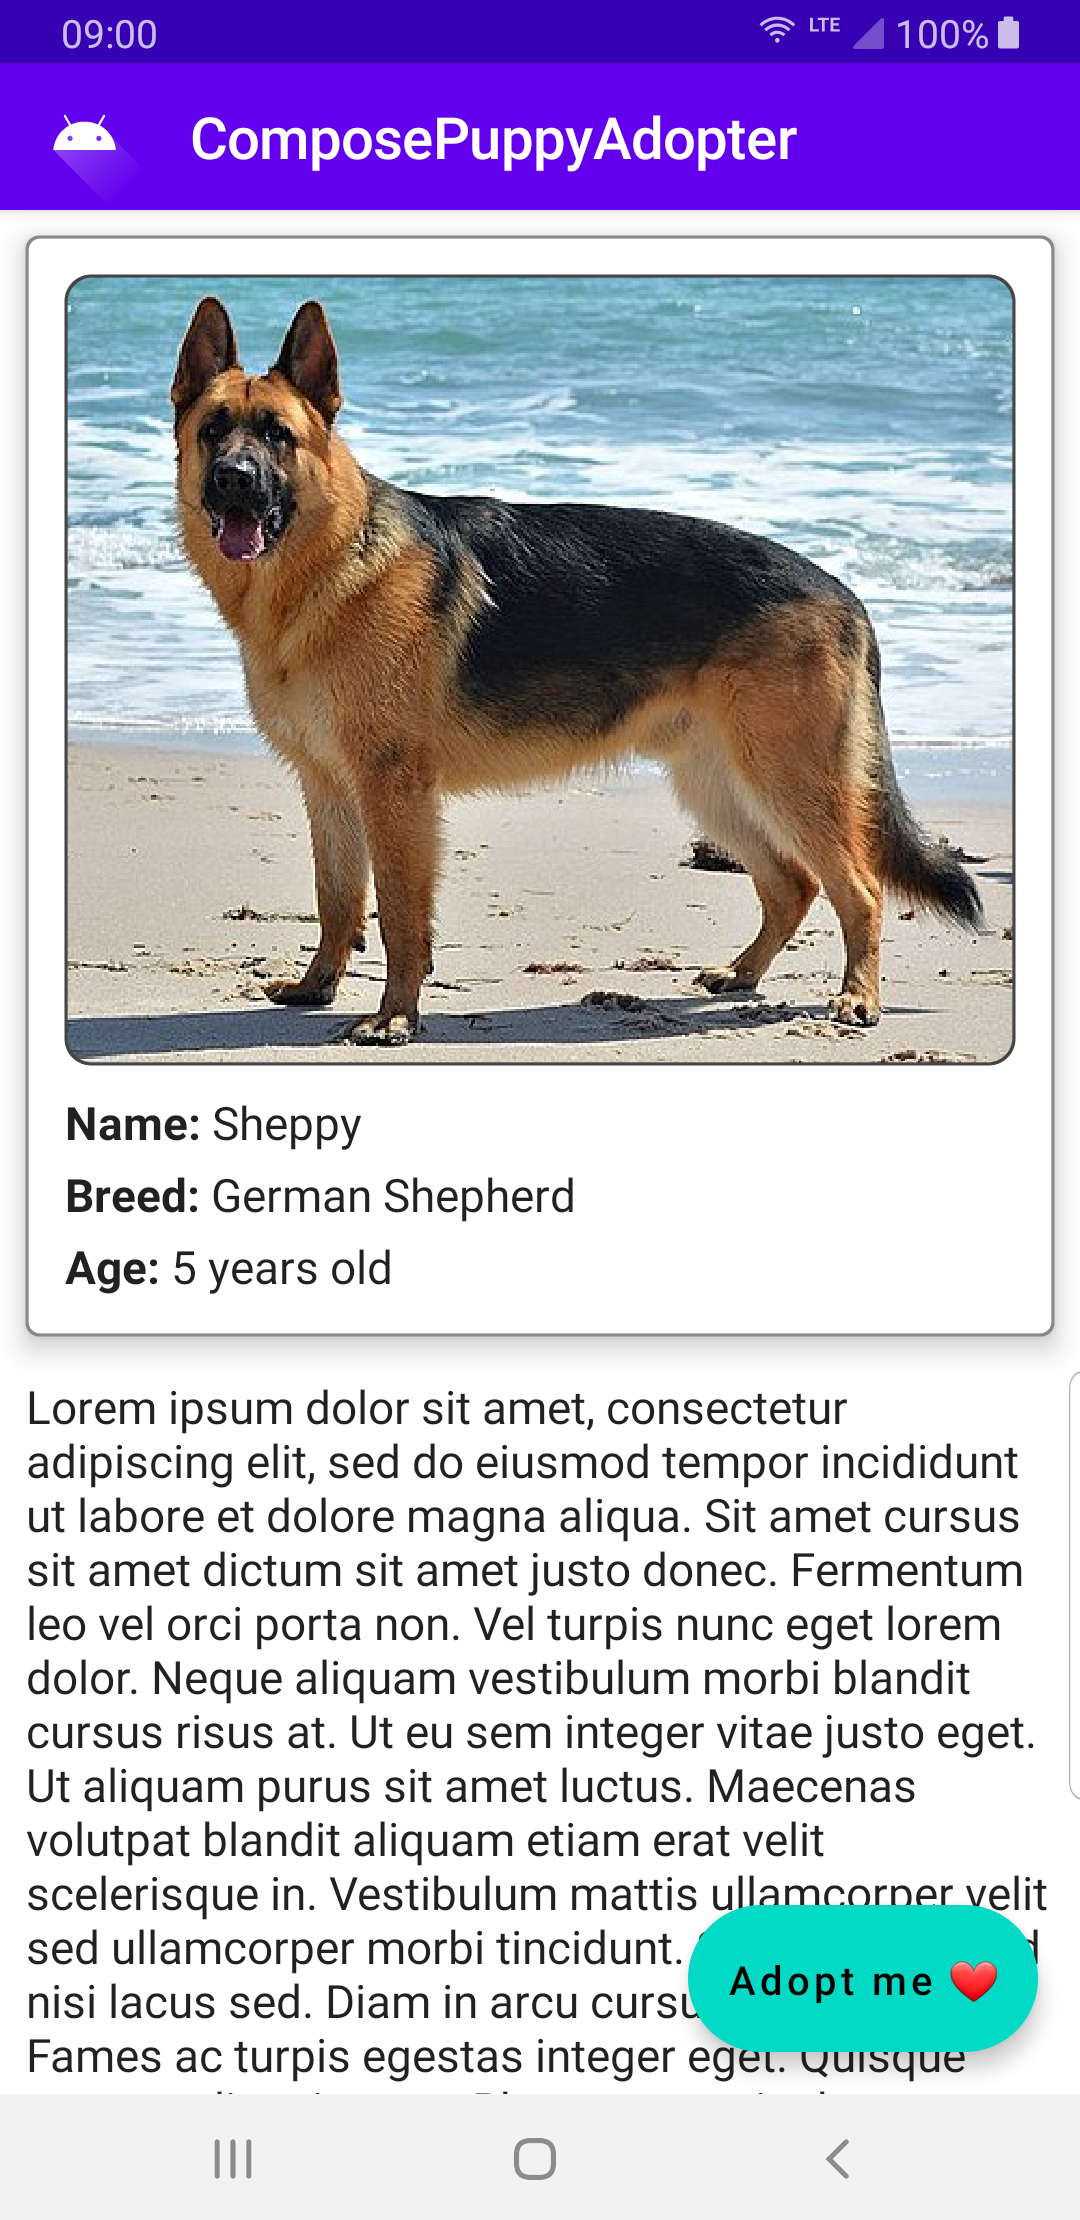 09:00
LTE 100%
ComposePuppyAdopter
Name: Sheppy
Breed: German Shepherd
Age: 5 years old
Lorem ipsum dolor sit amet, consectetur
adipiscing elit, sed do eiusmod tempor incididunt
ut labore et dolore magna aliqua. Sit amet cursus
sit amet dictum sit amet justo donec. Fermentum
leo vel orci porta non. Vel turpis nunc eget lorem
dolor. Neque aliquam vestibulum morbi blandit
cursus risus at. Ut eu sem integer vitae justo eget.
Ut aliquam purus sit amet luctus. Maecenas
volutpat blandit aliquam etiam erat velit
scelerisque in. Vestibulum mattis ullamcorper velit
sed ullamcorper morbi tincidunt.
nisi lacus sed. Diam in arcu
Fames ac turpis egestas integer eget. Quisque
Adopt me ❤️